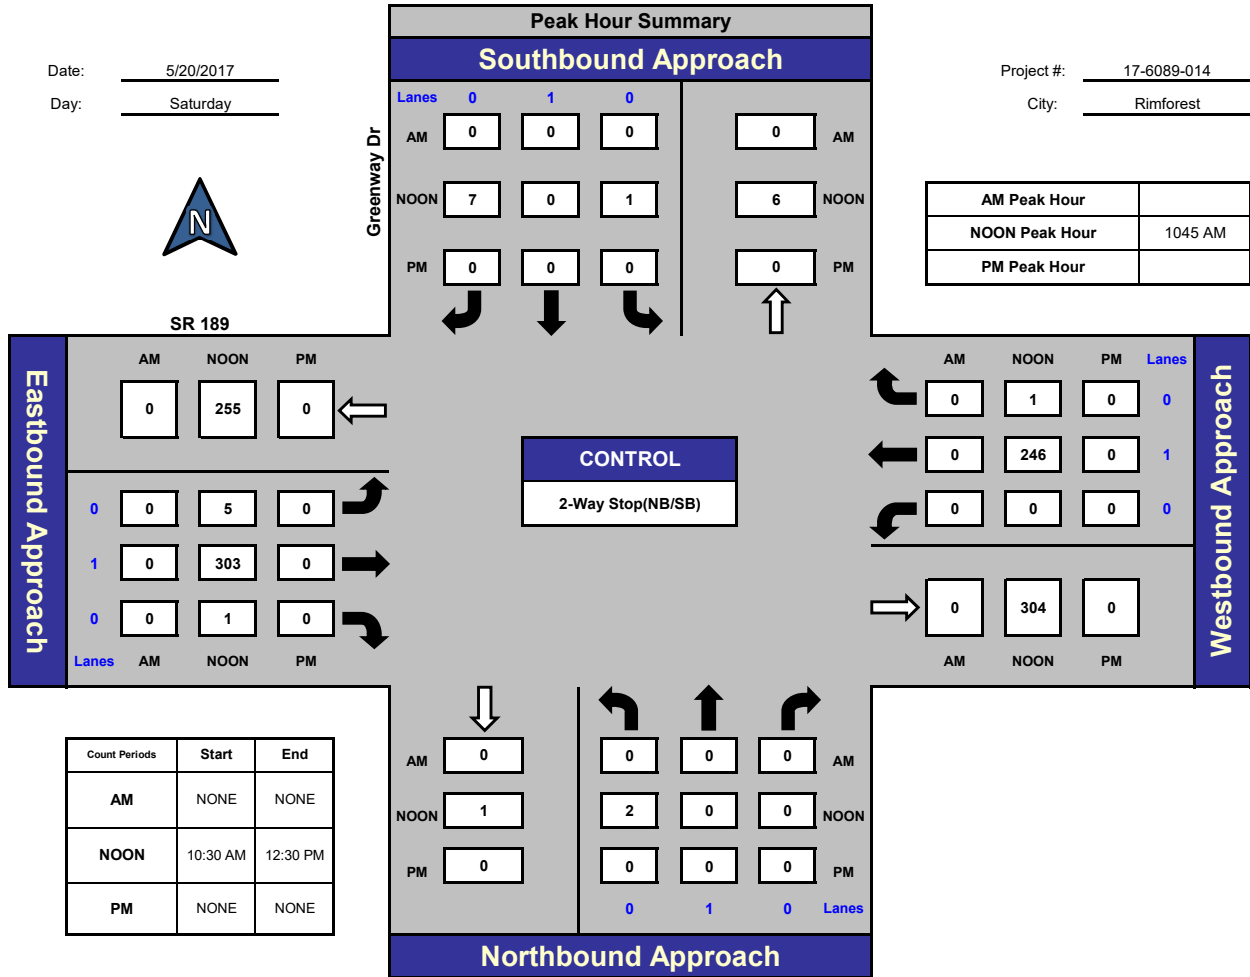 Peak Hour Summary
Southbound Approach
Date: 5/20/2017
Day: Saturday
Project #: 17-6089-014
City: Rimforest
N
Greenway Dr
Lanes 0 1 0
AM 0 0 0 0 AM
NOON 7 0 1 6 NOON
PM 0 0 0 0 PM
AM Peak Hour
NOON Peak Hour 1045 AM
PM Peak Hour
SR 189
Eastbound Approach
AM NOON PM
0 255 0
0 0 5 0
1 0 303 0
0 0 1 0
Lanes AM NOON PM
CONTROL
2-Way Stop(NB/SB)
AM NOON PM Lanes
0 1 0 0
0 246 0 1
0 0 0 0
0 304 0
AM NOON PM
Westbound Approach
Count Periods Start End
AM NONE NONE
NOON 10:30 AM 12:30 PM
PM NONE NONE
AM 0 0 0 0 AM
NOON 1 2 0 0 NOON
PM 0 0 0 0 PM
0 1 0 Lanes
Northbound Approach